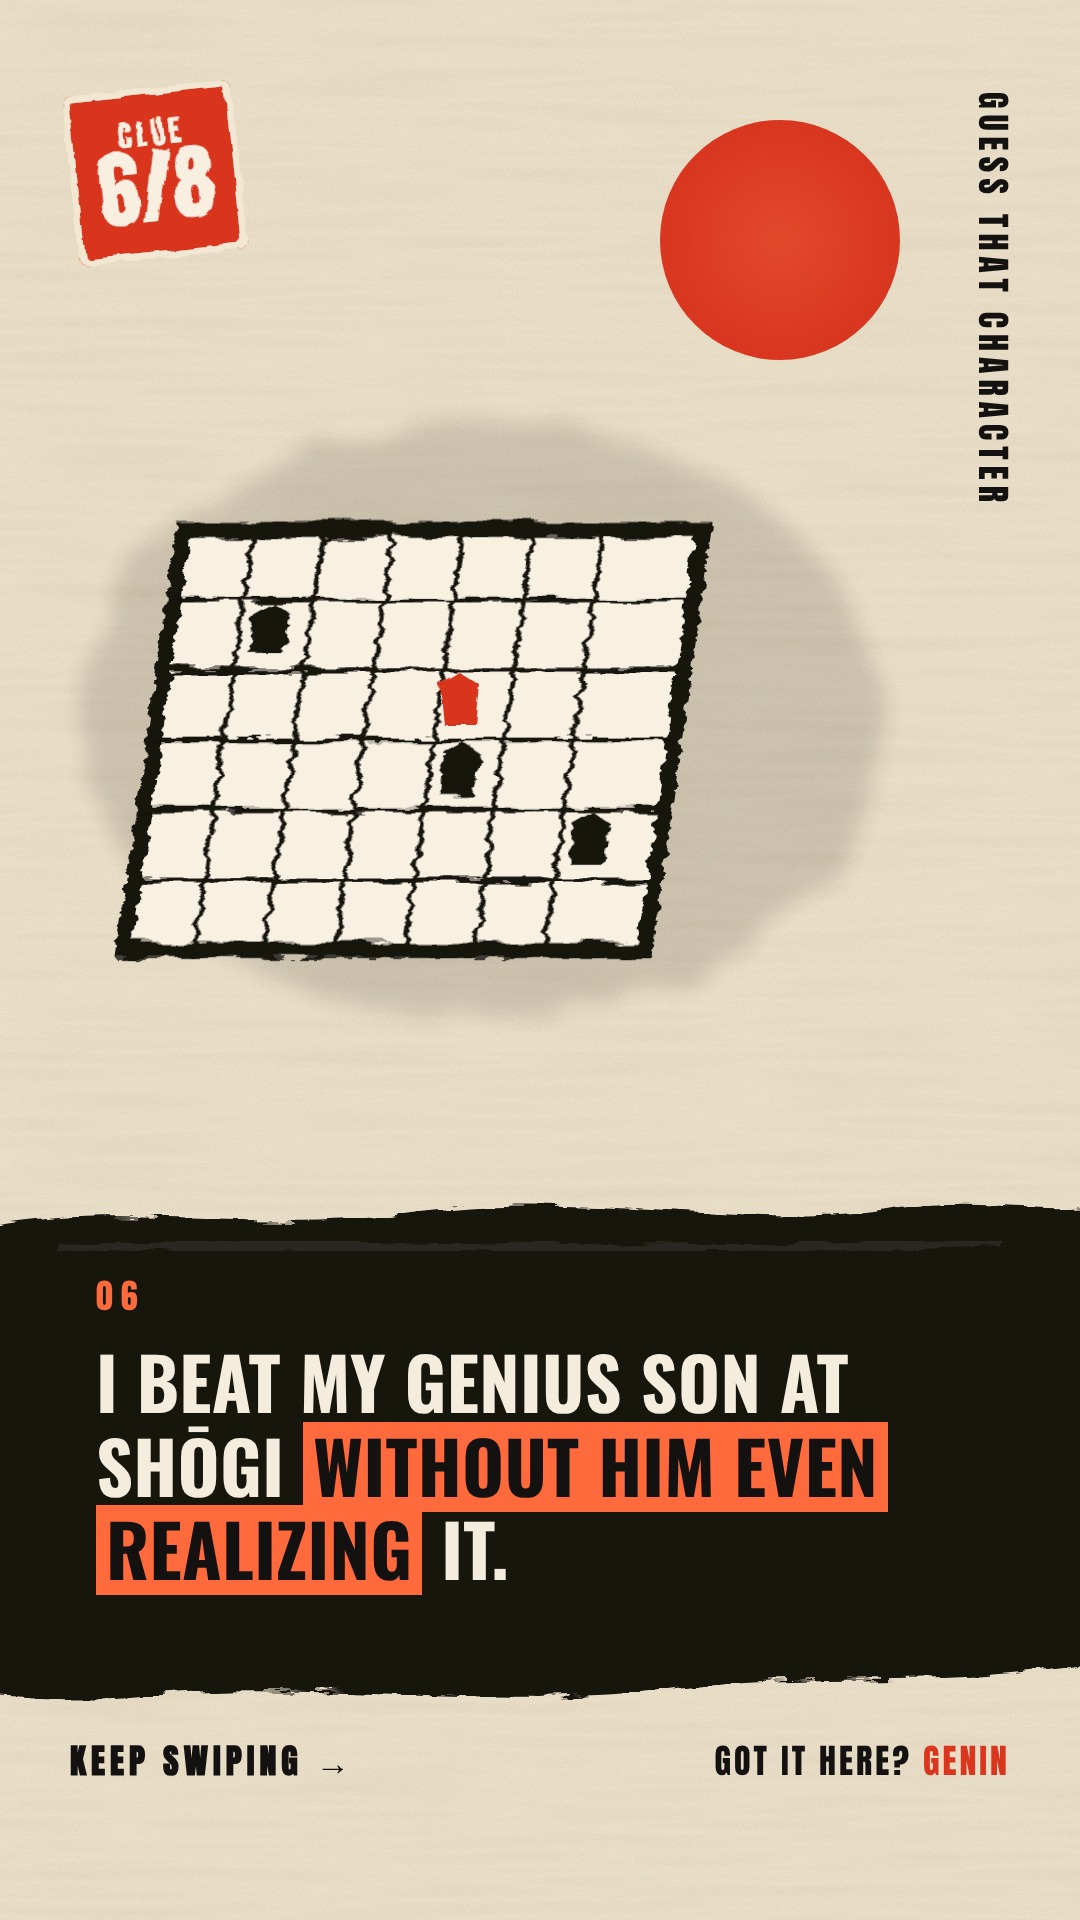 CLUE
6/8
GUESS THAT CHARACTER
06
I BEAT MY GENIUS SON AT
SHŌGI WITHOUT HIM EVEN
REALIZING IT.
KEEP SWIPING →
GOT IT HERE? GENIN